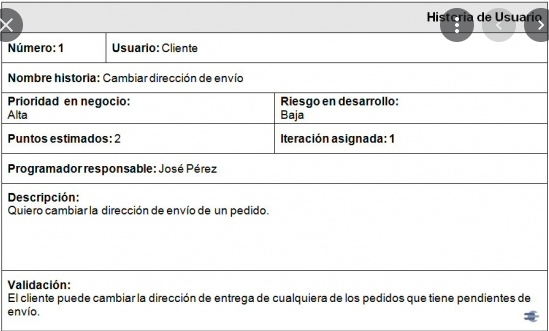 Historia de Usuario
Número: 1 Usuario: Cliente
Nombre historia: Cambiar dirección de envío
Prioridad en negocio: Riesgo en desarrollo:
Alta Baja
Puntos estimados: 2 Iteración asignada: 1
Programador responsable: José Pérez
Descripción:
Quiero cambiar la dirección de envío de un pedido.
Validación:
El cliente puede cambiar la dirección de entrega de cualquiera de los pedidos que tiene pendientes de
envío.